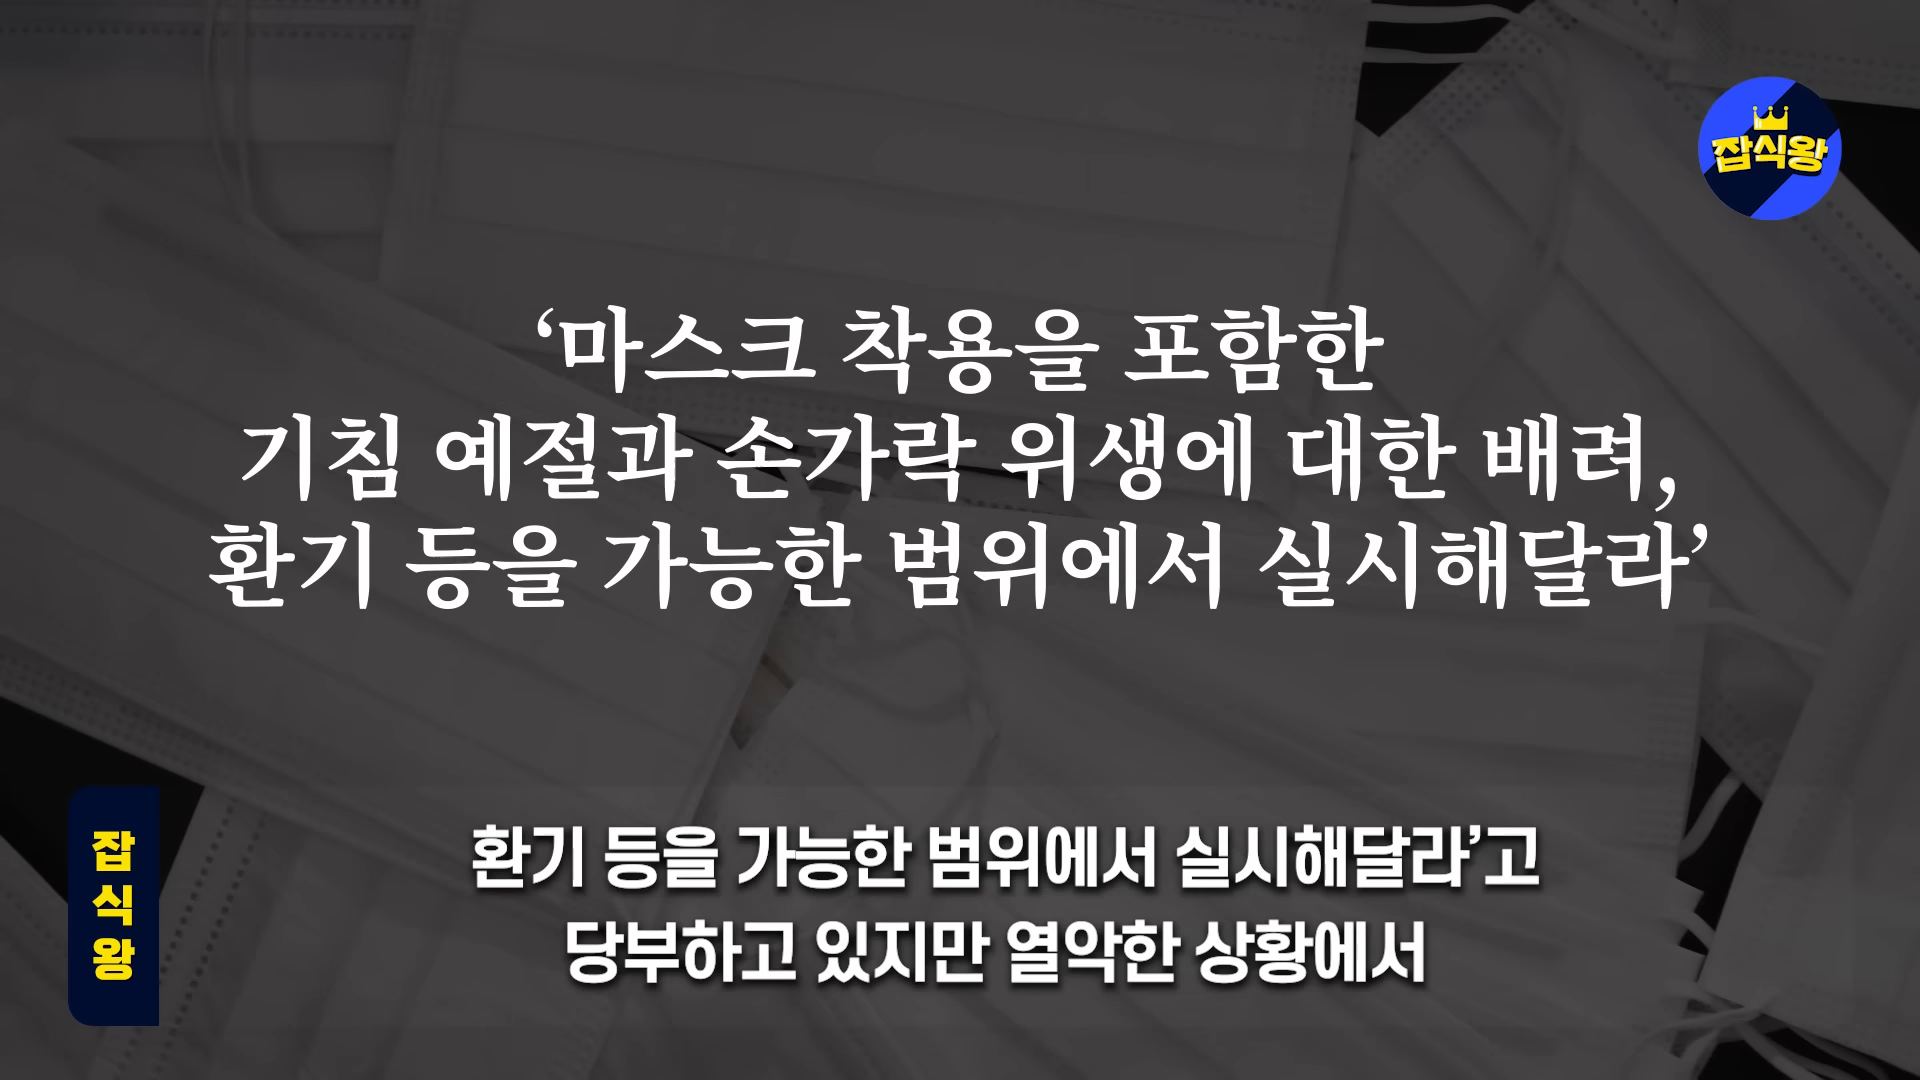 잡식왕
‘마스크 착용을 포함한
기침 예절과 손가락 위생에 대한 배려,
환기 등을 가능한 범위에서 실시해달라’
잡식왕
환기 등을 가능한 범위에서 실시해달라’고
당부하고 있지만 열악한 상황에서